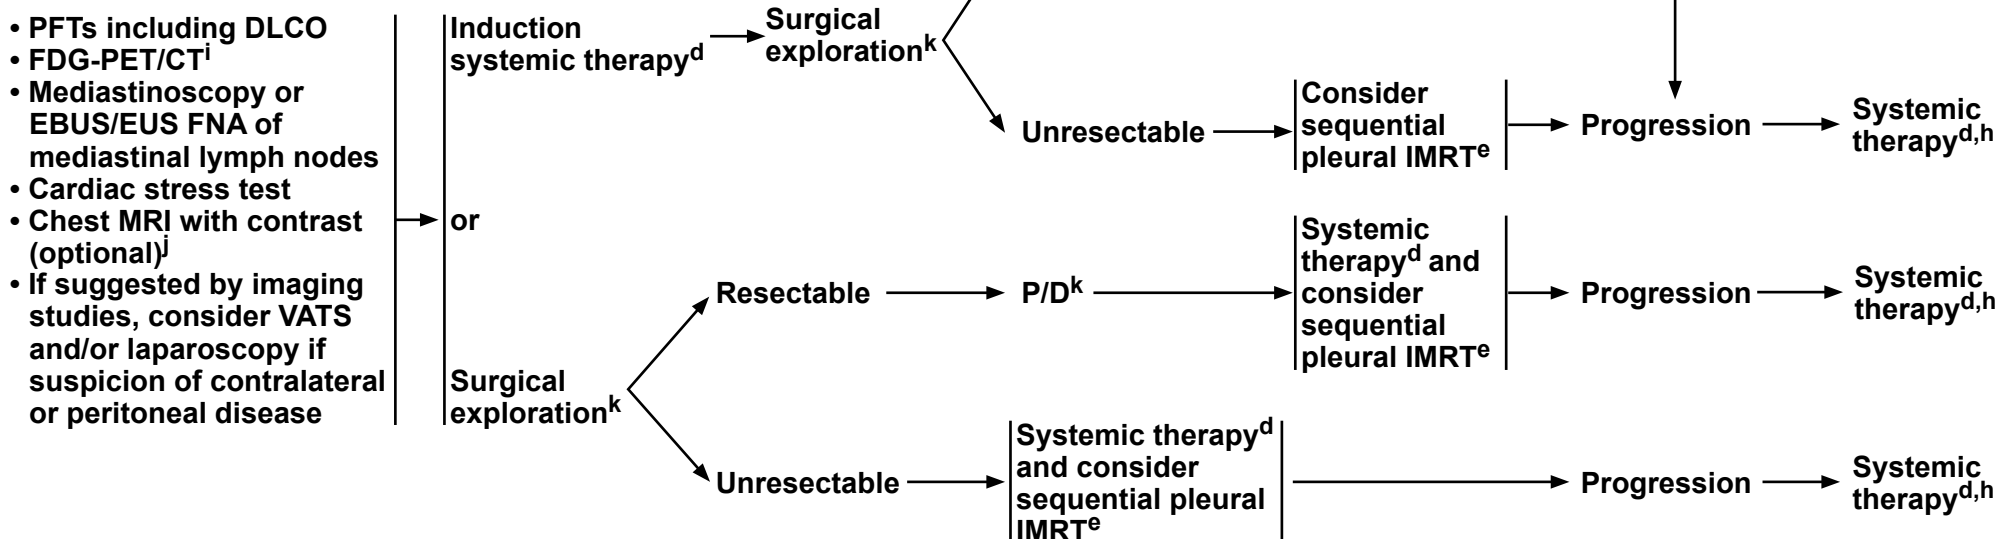 • PFTs including DLCO
• FDG-PET/CTi
• Mediastinoscopy or
EBUS/EUS FNA of
mediastinal lymph nodes
• Cardiac stress test
• Chest MRI with contrast
(optional)j
• If suggested by imaging
studies, consider VATS
and/or laparoscopy if
suspicion of contralateral
or peritoneal disease
Induction
systemic therapyd
or
Surgical
explorationk
Surgical
explorationk
Unresectable
Consider
sequential
pleural IMRTe
Progression
Systemic
therapyd,h
Resectable
P/Dk
Systemic
therapyd and
consider
sequential
pleural IMRTe
Progression
Systemic
therapyd,h
Unresectable
Systemic therapyd
and consider
sequential pleural
IMRTe
Progression
Systemic
therapyd,h